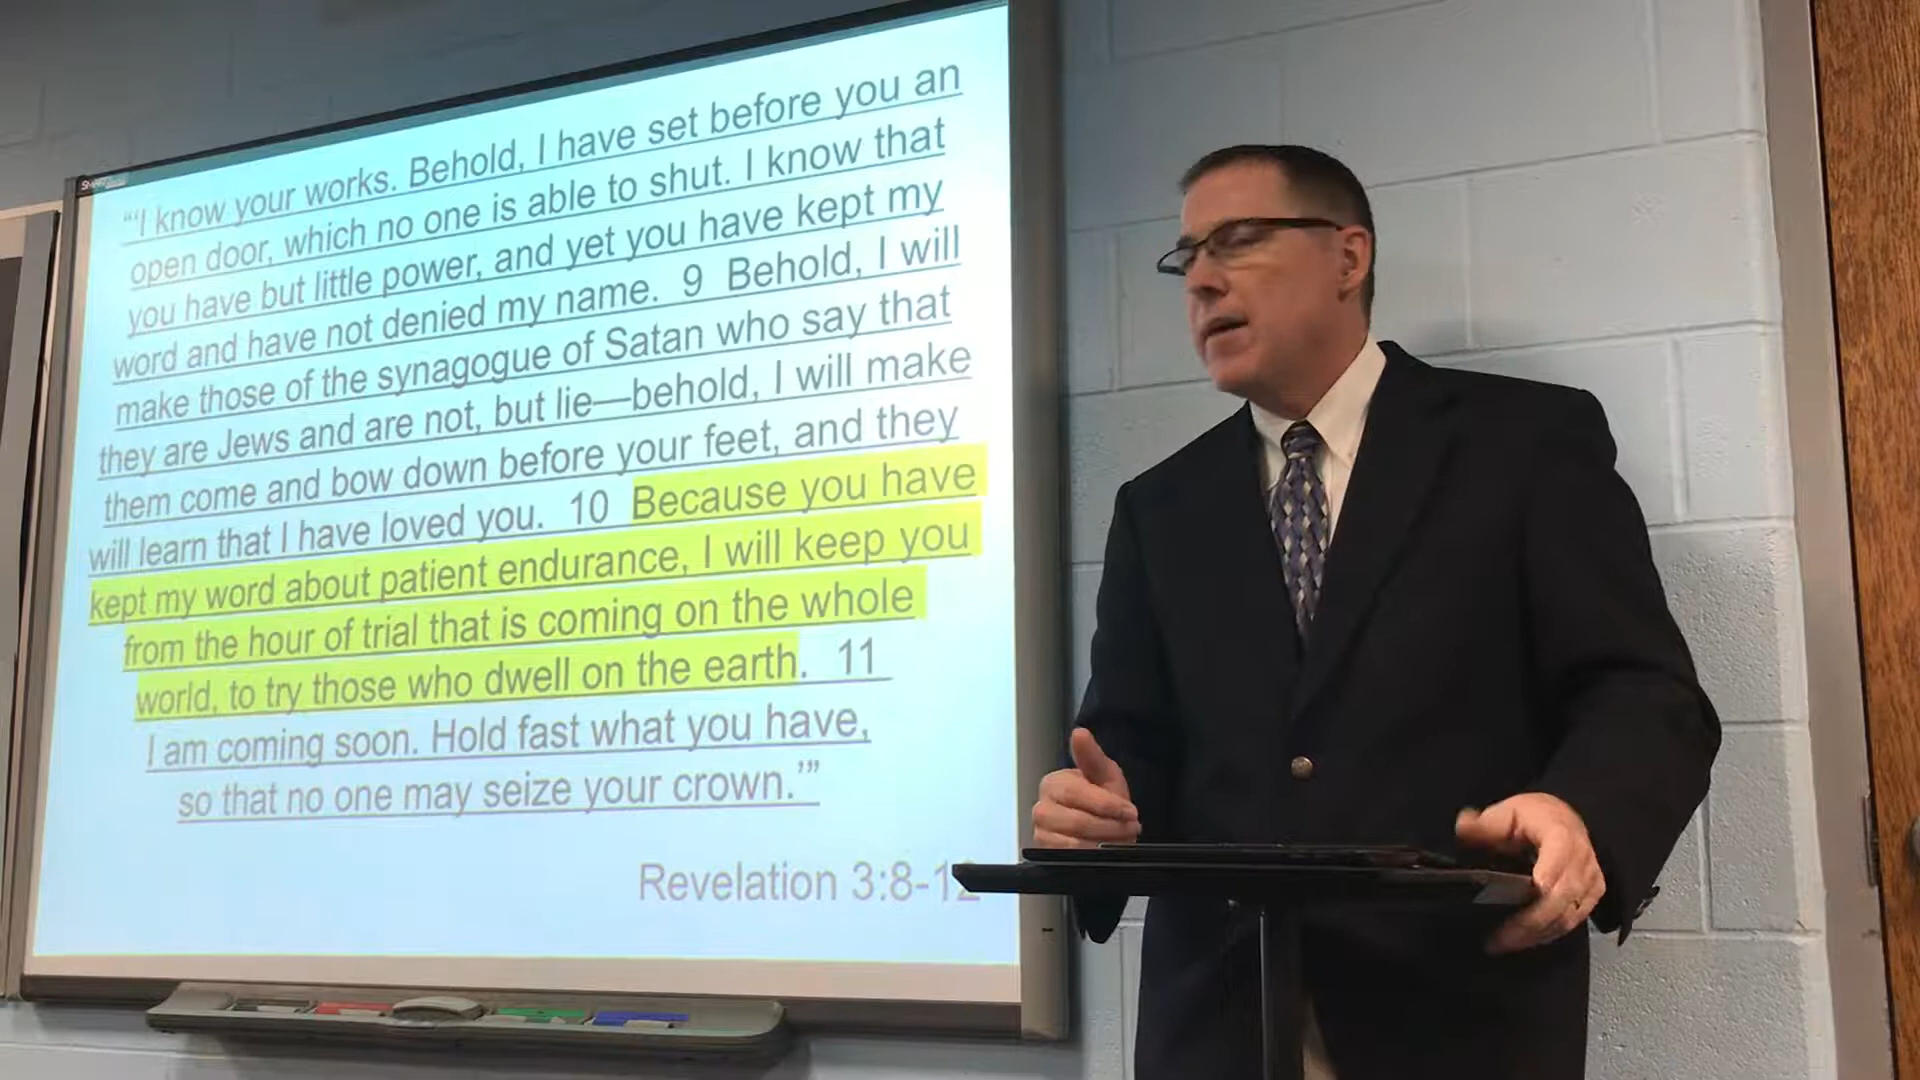 “‘I know your works. Behold, I have set before you an
open door, which no one is able to shut. I know that
you have but little power, and yet you have kept my
word and have not denied my name. 9 Behold, I will
make those of the synagogue of Satan who say that
they are Jews and are not, but lie—behold, I will make
them come and bow down before your feet, and they
will learn that I have loved you. 10 Because you have
kept my word about patient endurance, I will keep you
from the hour of trial that is coming on the whole
world, to try those who dwell on the earth. 11
I am coming soon. Hold fast what you have,
so that no one may seize your crown.’”
Revelation 3:8-12